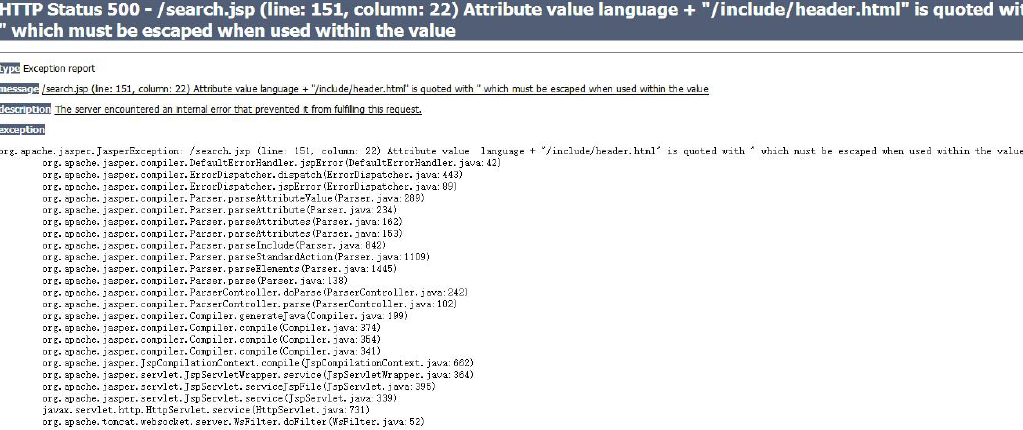 HTTP Status 500 - /search.jsp (line: 151, column: 22) Attribute value language + "/include/header.html" is quoted wit
" which must be escaped when used within the value
type Exception report
message /search.jsp (line: 151, column: 22) Attribute value language + "/include/header.html" is quoted with " which must be escaped when used within the value
description The server encountered an internal error that prevented it from fulfilling this request.
exception
org.apache.jasper.JasperException: /search.jsp (line: 151, column: 22) Attribute value  language + "/include/header.html" is quoted with " which must be escaped when used within the value
org.apache.jasper.compiler.DefaultErrorHandler.jspError(DefaultErrorHandler.java:42)
org.apache.jasper.compiler.ErrorDispatcher.dispatch(ErrorDispatcher.java:443)
org.apache.jasper.compiler.ErrorDispatcher.jspError(ErrorDispatcher.java:89)
org.apache.jasper.compiler.Parser.parseAttributeValue(Parser.java:289)
org.apache.jasper.compiler.Parser.parseAttribute(Parser.java:234)
org.apache.jasper.compiler.Parser.parseAttributes(Parser.java:162)
org.apache.jasper.compiler.Parser.parseAttributes(Parser.java:153)
org.apache.jasper.compiler.Parser.parseInclude(Parser.java:842)
org.apache.jasper.compiler.Parser.parseStandardAction(Parser.java:1109)
org.apache.jasper.compiler.Parser.parseElements(Parser.java:1445)
org.apache.jasper.compiler.Parser.parse(Parser.java:138)
org.apache.jasper.compiler.ParserController.doParse(ParserController.java:242)
org.apache.jasper.compiler.ParserController.parse(ParserController.java:102)
org.apache.jasper.compiler.Compiler.generateJava(Compiler.java:199)
org.apache.jasper.compiler.Compiler.compile(Compiler.java:374)
org.apache.jasper.compiler.Compiler.compile(Compiler.java:354)
org.apache.jasper.compiler.Compiler.compile(Compiler.java:341)
org.apache.jasper.JspCompilationContext.compile(JspCompilationContext.java:662)
org.apache.jasper.servlet.JspServletWrapper.service(JspServletWrapper.java:364)
org.apache.jasper.servlet.JspServlet.serviceJspFile(JspServlet.java:395)
org.apache.jasper.servlet.JspServlet.service(JspServlet.java:339)
javax.servlet.http.HttpServlet.service(HttpServlet.java:731)
org.apache.tomcat.websocket.server.WsFilter.doFilter(WsFilter.java:52)